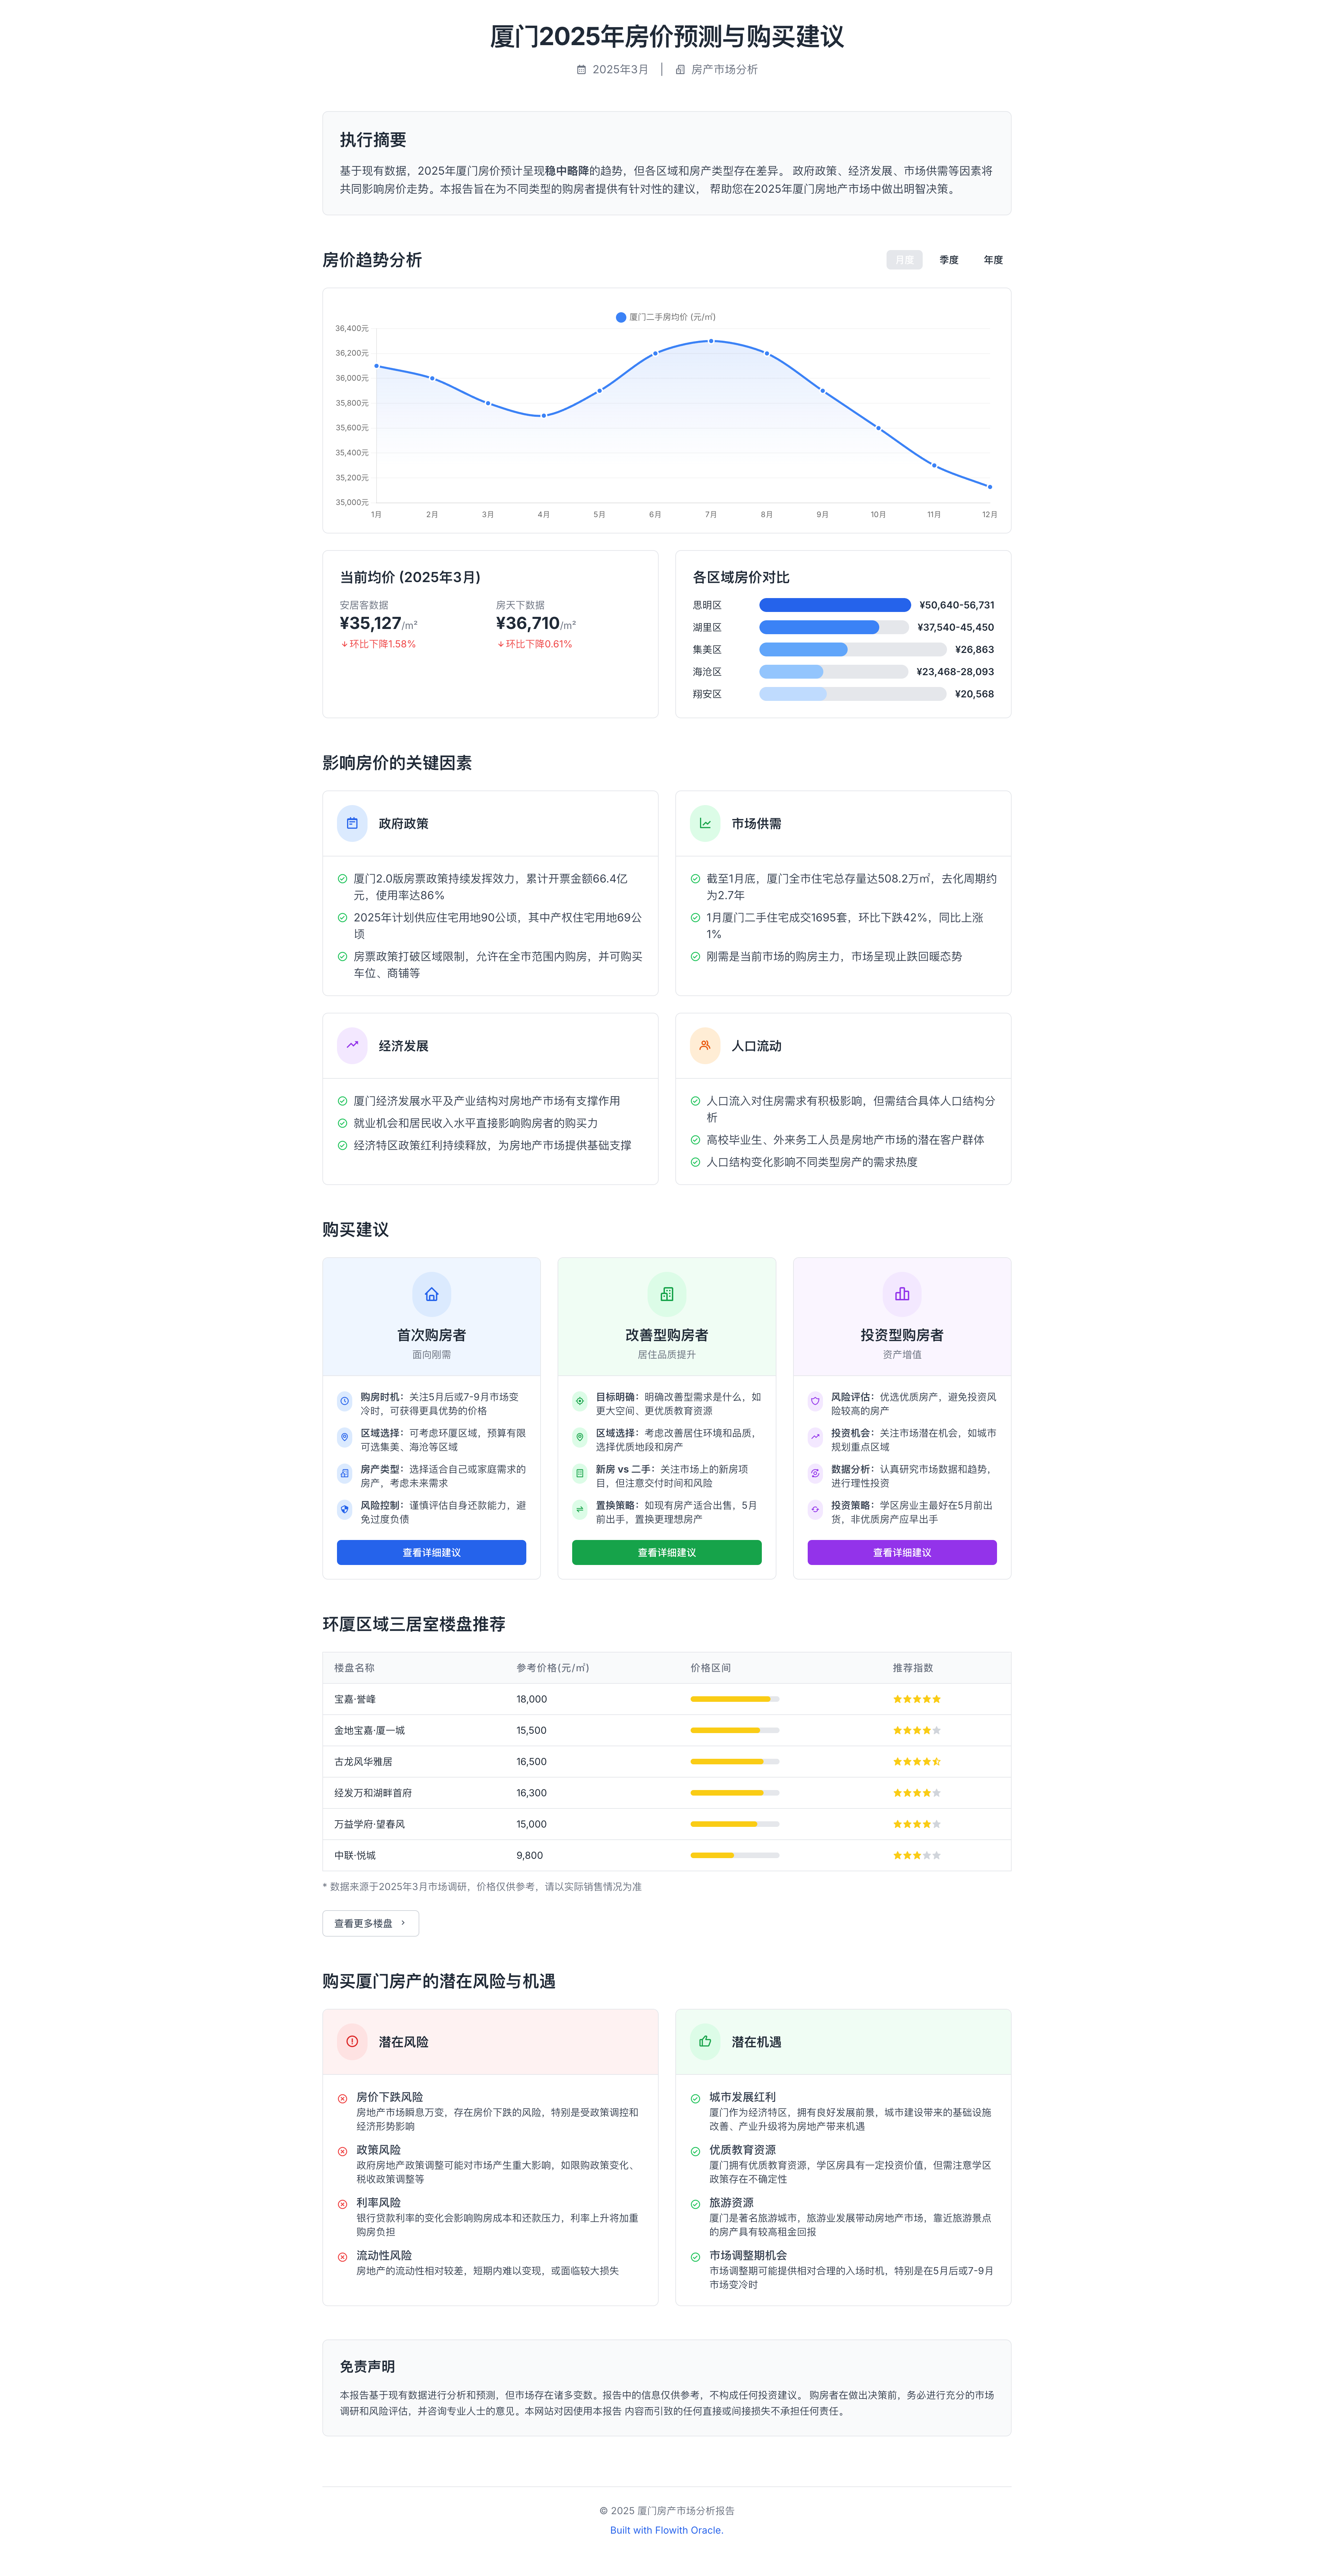 厦门2025年房价预测与购买建议
2025年3月 | 房产市场分析
执行摘要
基于现有数据，2025年厦门房价预计呈现稳中略降的趋势，但各区域和房产类型存在差异。 政府政策、经济发展、市场供需等因素将
共同影响房价走势。本报告旨在为不同类型的购房者提供有针对性的建议， 帮助您在2025年厦门房地产市场中做出明智决策。
房价趋势分析
月度 季度 年度
厦门二手房均价 (元/㎡)
36,400元
36,200元
36,000元
35,800元
35,600元
35,400元
35,200元
35,000元
1月 2月 3月 4月 5月 6月 7月 8月 9月 10月 11月 12月
当前均价 (2025年3月)
安居客数据
¥35,127/m²
环比下降1.58%
房天下数据
¥36,710/m²
环比下降0.61%
各区域房价对比
思明区 ¥50,640-56,731
湖里区 ¥37,540-45,450
集美区 ¥26,863
海沧区 ¥23,468-28,093
翔安区 ¥20,568
影响房价的关键因素
政府政策
厦门2.0版房票政策持续发挥效力，累计开票金额66.4亿
元，使用率达86%
2025年计划供应住宅用地90公顷，其中产权住宅用地69公
顷
房票政策打破区域限制，允许在全市范围内购房，并可购买
车位、商铺等
市场供需
截至1月底，厦门全市住宅总存量达508.2万㎡，去化周期约
为2.7年
1月厦门二手住宅成交1695套，环比下跌42%，同比上涨
1%
刚需是当前市场的购房主力，市场呈现止跌回暖态势
经济发展
厦门经济发展水平及产业结构对房地产市场有支撑作用
就业机会和居民收入水平直接影响购房者的购买力
经济特区政策红利持续释放，为房地产市场提供基础支撑
人口流动
人口流入对住房需求有积极影响，但需结合具体人口结构分
析
高校毕业生、外来务工人员是房地产市场的潜在客户群体
人口结构变化影响不同类型房产的需求热度
购买建议
首次购房者
面向刚需
购房时机：关注5月后或7-9月市场变
冷时，可获得更具优势的价格
区域选择：可考虑环厦区域，预算有限
可选集美、海沧等区域
房产类型：选择适合自己或家庭需求的
房产，考虑未来需求
风险控制：谨慎评估自身还款能力，避
免过度负债
查看详细建议
改善型购房者
居住品质提升
目标明确：明确改善型需求是什么，如
更大空间、更优质教育资源
区域选择：考虑改善居住环境和品质，
选择优质地段和房产
新房 vs 二手：关注市场上的新房项
目，但注意交付时间和风险
置换策略：如现有房产适合出售，5月
前出手，置换更理想房产
查看详细建议
投资型购房者
资产增值
风险评估：优选优质房产，避免投资风
险较高的房产
投资机会：关注市场潜在机会，如城市
规划重点区域
数据分析：认真研究市场数据和趋势，
进行理性投资
投资策略：学区房业主最好在5月前出
货，非优质房产应早出手
查看详细建议
环厦区域三居室楼盘推荐
楼盘名称 参考价格(元/㎡) 价格区间 推荐指数
宝嘉·誉峰 18,000
金地宝嘉·厦一城 15,500
古龙风华雅居 16,500
经发万和湖畔首府 16,300
万益学府·望春风 15,000
中联·悦城 9,800
* 数据来源于2025年3月市场调研，价格仅供参考，请以实际销售情况为准
查看更多楼盘
购买厦门房产的潜在风险与机遇
潜在风险
房价下跌风险
房地产市场瞬息万变，存在房价下跌的风险，特别是受政策调控和
经济形势影响
政策风险
政府房地产政策调整可能对市场产生重大影响，如限购政策变化、
税收政策调整等
利率风险
银行贷款利率的变化会影响购房成本和还款压力，利率上升将加重
购房负担
流动性风险
房地产的流动性相对较差，短期内难以变现，或面临较大损失
潜在机遇
城市发展红利
厦门作为经济特区，拥有良好发展前景，城市建设带来的基础设施
改善、产业升级将为房地产带来机遇
优质教育资源
厦门拥有优质教育资源，学区房具有一定投资价值，但需注意学区
政策存在不确定性
旅游资源
厦门是著名旅游城市，旅游业发展带动房地产市场，靠近旅游景点
的房产具有较高租金回报
市场调整期机会
市场调整期可能提供相对合理的入场时机，特别是在5月后或7-9月
市场变冷时
免责声明
本报告基于现有数据进行分析和预测，但市场存在诸多变数。报告中的信息仅供参考，不构成任何投资建议。 购房者在做出决策前，务必进行充分的市场
调研和风险评估，并咨询专业人士的意见。本网站对因使用本报告 内容而引致的任何直接或间接损失不承担任何责任。
© 2025 厦门房产市场分析报告
Built with Flowith Oracle.